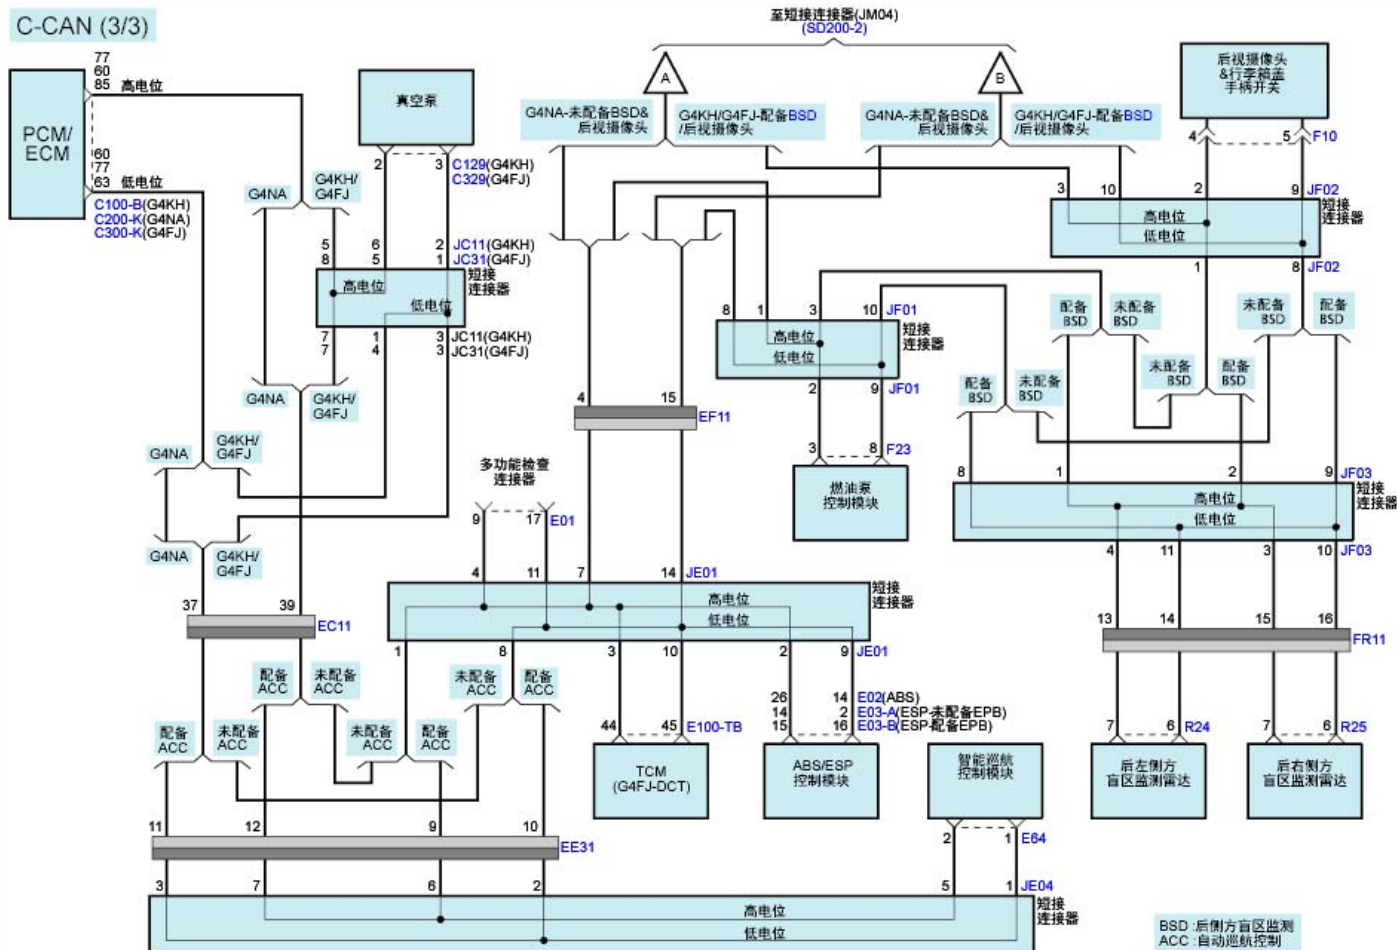 C-CAN (3/3)
至短接连接器(JM04)
(SD200-2)
A
B
PCM/
ECM
77
60
85
高电位
60
77
63
低电位
C100-B(G4KH)
C200-K(G4NA)
C300-K(G4FJ)
真空泵
2
3
C129(G4KH)
C329(G4FJ)
G4NA-未配备BSD&
后视摄像头
G4KH/G4FJ-配备BSD
/后视摄像头
G4NA-未配备BSD&
后视摄像头
G4KH/G4FJ-配备BSD
/后视摄像头
后视摄像头
&行李箱盖
手柄开关
4
5
F10
G4NA
G4KH/
G4FJ
5
8
6
5
2
1
JC11(G4KH)
JC31(G4FJ)
短接
连接器
高电位
低电位
7
7
1
4
3
3
JC11(G4KH)
JC31(G4FJ)
G4NA
G4KH/
G4FJ
3
10
2
9
JF02
短接
连接器
高电位
低电位
1
8
JF02
8
1
3
10
JF01
短接
连接器
高电位
低电位
2
9
JF01
3
8
F23
燃油泵
控制模块
配备
BSD
未配备
BSD
未配备
BSD
配备
BSD
未配备
BSD
配备
BSD
配备
BSD
未配备
BSD
4
15
EF11
G4NA
G4KH/
G4FJ
G4NA
G4KH/
G4FJ
多功能检查
连接器
9
17
E01
8
1
2
9
JF03
短接
连接器
高电位
低电位
4
11
3
10
JF03
4
11
7
14
JE01
短接
连接器
高电位
低电位
1
8
3
10
2
9
JE01
37
39
EC11
13
14
15
16
FR11
配备
ACC
未配备
ACC
未配备
ACC
配备
ACC
配备
ACC
未配备
ACC
未配备
ACC
配备
ACC
44
45
E100-TB
26
14
15
14
2
16
E02(ABS)
E03-A(ESP-未配备EPB)
E03-B(ESP-配备EPB)
TCM
(G4FJ-DCT)
ABS/ESP
控制模块
智能巡航
控制模块
7
6
R24
后左侧方
盲区监测雷达
7
6
R25
后右侧方
盲区监测雷达
11
12
9
10
EE31
2
1
E64
3
7
6
2
5
1
JE04
短接
连接器
高电位
低电位
BSD :后侧方盲区监测
ACC :自动巡航控制